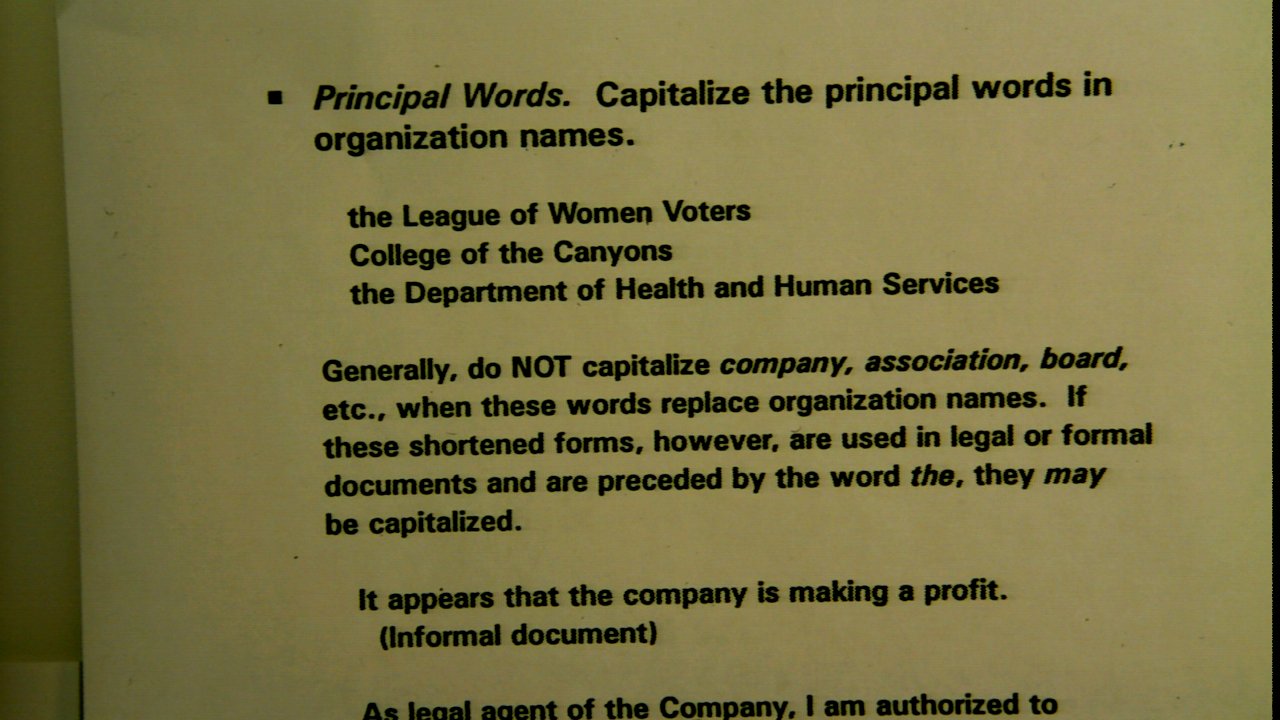 ▪ Principal Words. Capitalize the principal words in
organization names.
the League of Women Voters
College of the Canyons
the Department of Health and Human Services
Generally, do NOT capitalize company, association, board,
etc., when these words replace organization names. If
these shortened forms, however, are used in legal or formal
documents and are preceded by the word the, they may
be capitalized.
It appears that the company is making a profit.
(Informal document)
As legal agent of the Company, I am authorized to